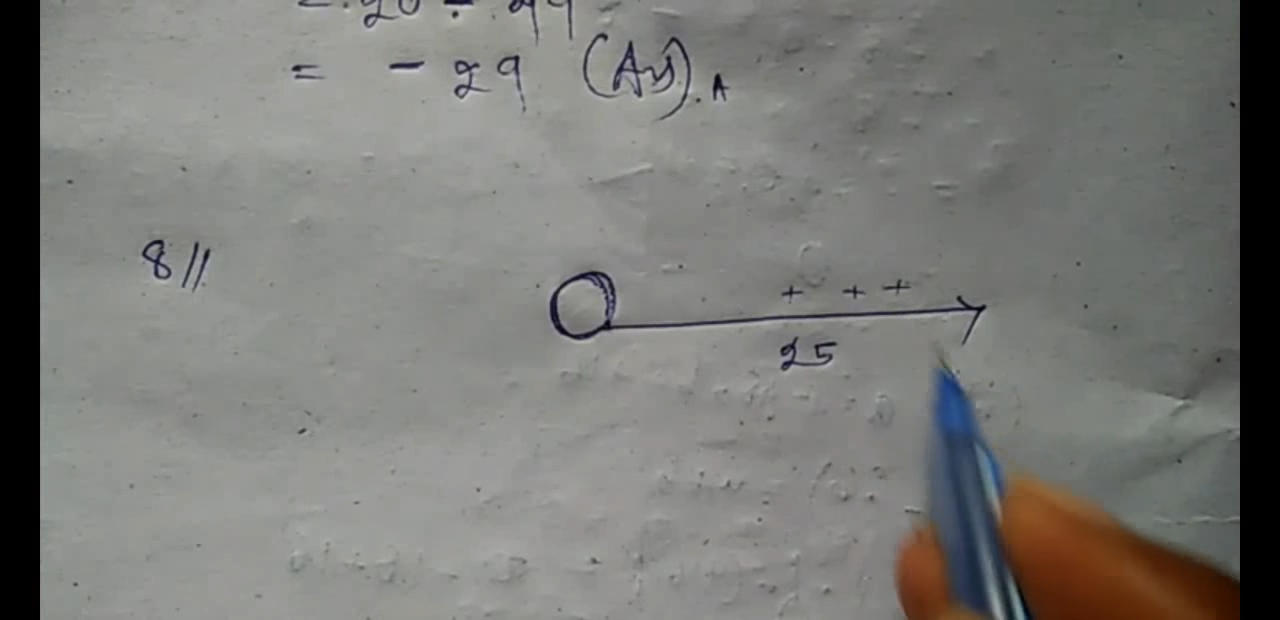 = - 29 (Ans). A
8//
+ + +
25